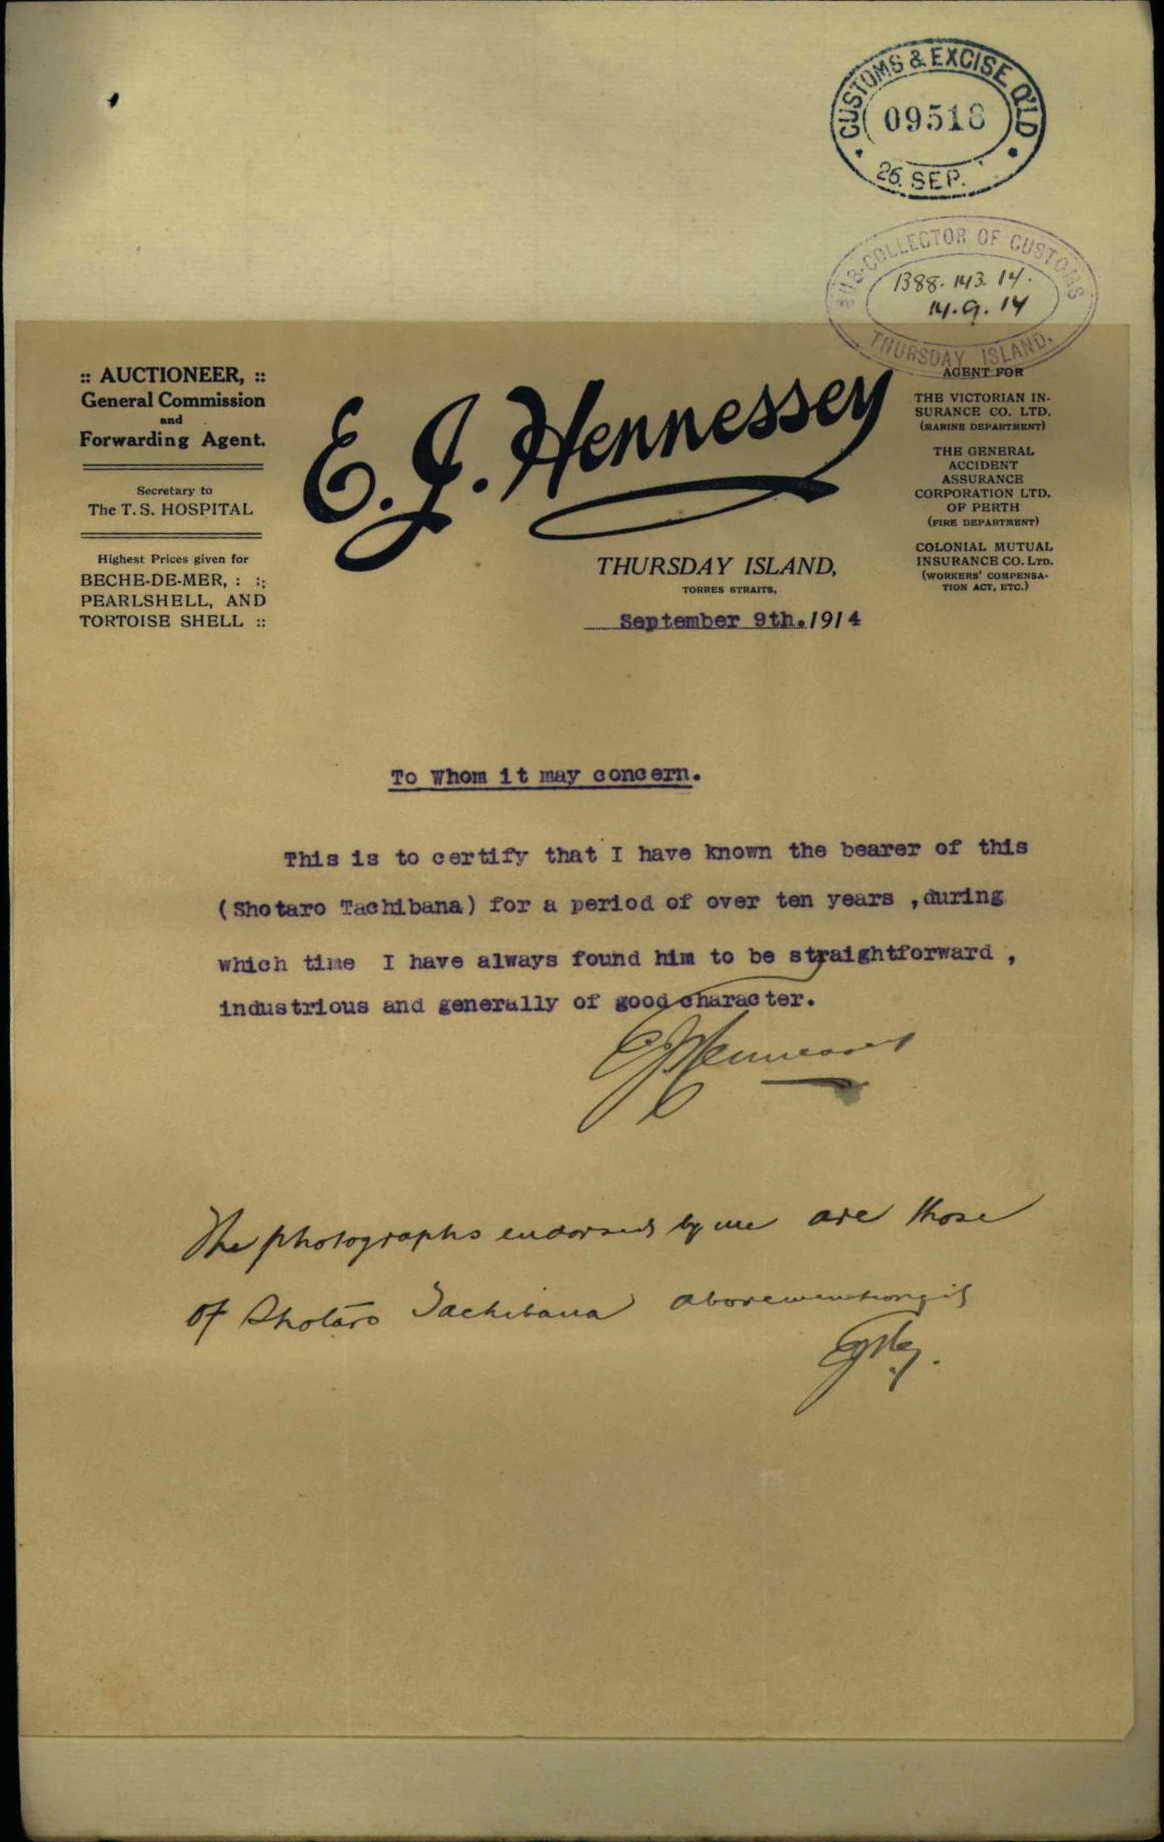 CUSTOMS & EXCISE Q'LD
09518
26. SEP.
SUB-COLLECTOR OF CUSTOMS
1388. 143. 14.
14.9.14
THURSDAY ISLAND.
:: AUCTIONEER, ::
General Commission
and
Forwarding Agent.
Secretary to
The T. S. HOSPITAL
Highest Prices given for
BECHE-DE-MER, : :;
PEARLSHELL, AND
TORTOISE SHELL ::
E. J. Hennessey
THURSDAY ISLAND,
TORRES STRAITS,
September 9th. 1914
AGENT FOR
THE VICTORIAN IN-
SURANCE CO. LTD.
(MARINE DEPARTMENT)
THE GENERAL
ACCIDENT
ASSURANCE
CORPORATION LTD.
OF PERTH
(FIRE DEPARTMENT)
COLONIAL MUTUAL
INSURANCE CO. LTD.
(WORKERS' COMPENSA-
TION ACT, ETC.)
To Whom it may concern.
This is to certify that I have known the bearer of this
(Shotaro Tachibana) for a period of over ten years ,during
which time I have always found him to be straightforward ,
industrious and generally of good character.
EJHennessey
The photographs endorsed by me are those
of Shotaro Tachibana abovementioned
EJHy.